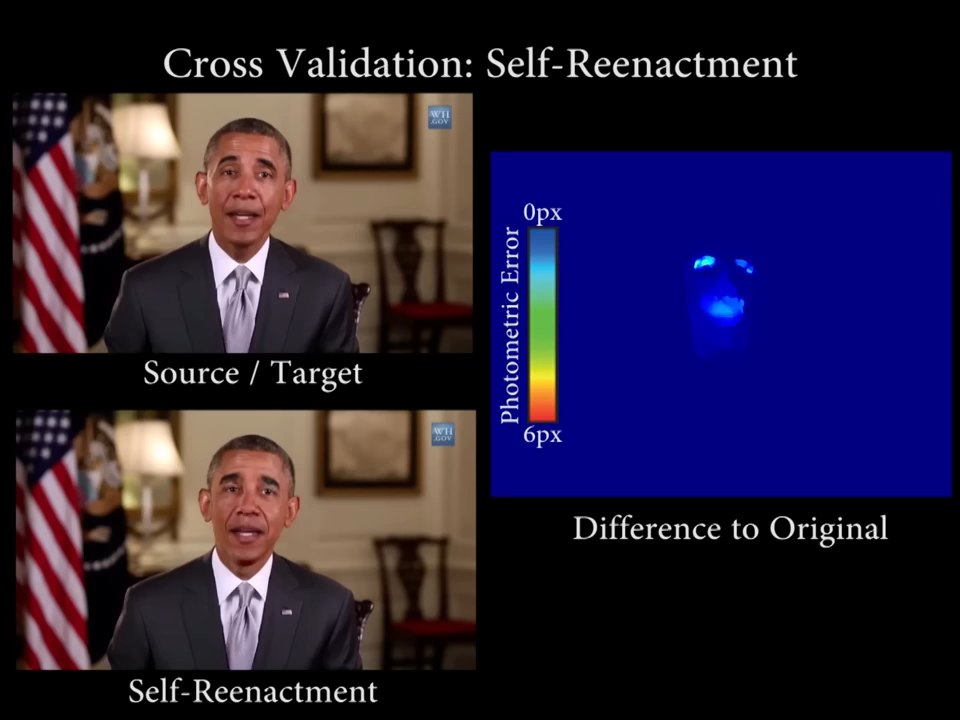 Cross Validation: Self-Reenactment
WH
.GOV
Source / Target
0px
Photometric Error
6px
Difference to Original
WH
.GOV
Self-Reenactment